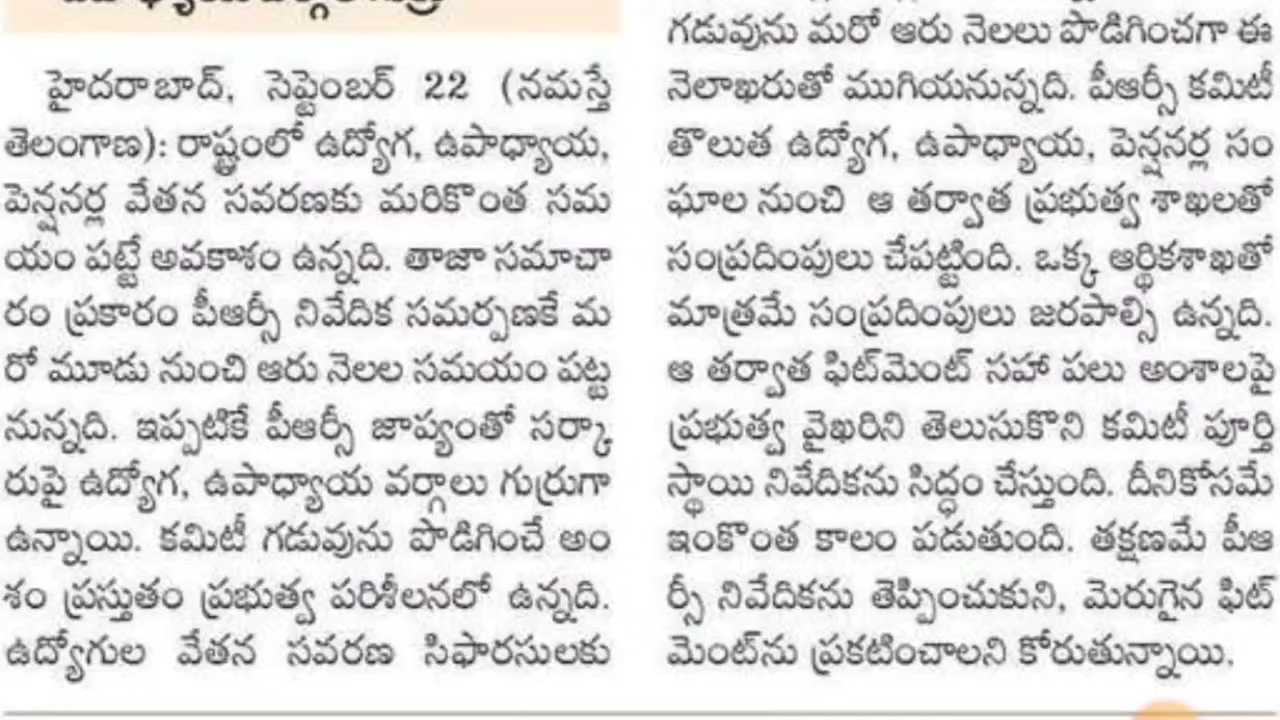 హైదరాబాద్, సెప్టెంబర్ 22 (నమస్తే
తెలంగాణ): రాష్ట్రంలో ఉద్యోగ, ఉపాధ్యాయ,
పెన్షనర్ల వేతన సవరణకు మరికొంత సమ
యం పట్టే అవకాశం ఉన్నది. తాజా సమాచా
రం ప్రకారం పీఆర్సీ నివేదిక సమర్పణకే మ
రో మూడు నుంచి ఆరు నెలల సమయం పట్ట
నున్నది. ఇప్పటికే పీఆర్సీ జాప్యంతో సర్కా
రుపై ఉద్యోగ, ఉపాధ్యాయ వర్గాలు గుర్రుగా
ఉన్నాయి. కమిటీ గడువును పొడిగించే అం
శం ప్రస్తుతం ప్రభుత్వ పరిశీలనలో ఉన్నది.
ఉద్యోగుల వేతన సవరణ సిఫారసులకు
గడువును మరో ఆరు నెలలు పొడిగించగా ఈ
నెలాఖరుతో ముగియనున్నది. పీఆర్సీ కమిటీ
తొలుత ఉద్యోగ, ఉపాధ్యాయ, పెన్షనర్ల సం
ఘాల నుంచి ఆ తర్వాత ప్రభుత్వ శాఖలతో
సంప్రదింపులు చేపట్టింది. ఒక్క ఆర్థికశాఖతో
మాత్రమే సంప్రదింపులు జరపాల్సి ఉన్నది.
ఆ తర్వాత ఫిట్‌మెంట్ సహా పలు అంశాలపై
ప్రభుత్వ వైఖరిని తెలుసుకొని కమిటీ పూర్తి
స్థాయి నివేదికను సిద్ధం చేస్తుంది. దీనికోసమే
ఇంకొంత కాలం పడుతుంది. తక్షణమే పీఆ
ర్సీ నివేదికను తెప్పించుకుని, మెరుగైన ఫిట్
మెంట్‌ను ప్రకటించాలని కోరుతున్నాయి.